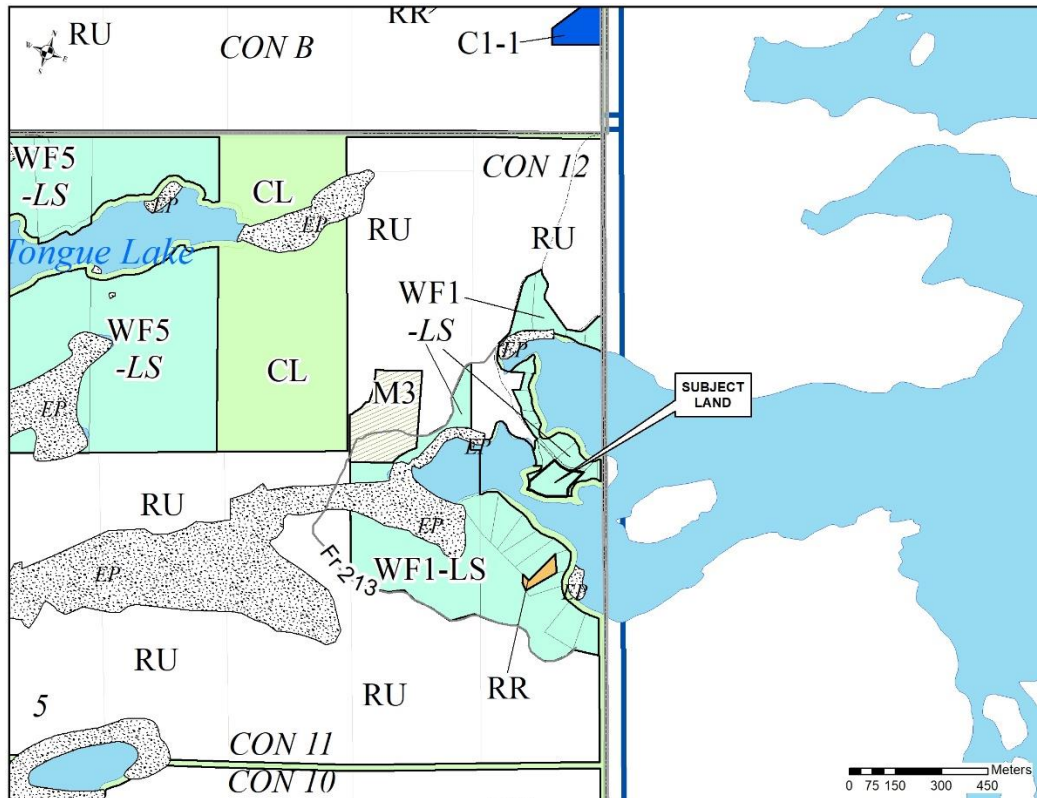 RR
RU
CON B
C1-1
N
E
S
WF5
-LS
EP
CL
EP
CON 12
RU
RU
Tongue Lake
WF1
-LS
WF5
-LS
CL
EP
M3
SUBJECT
LAND
EP
EP
RU
EP
EP
Fr 213
WF1-LS
EP
RU
RU
RR
5
CON 11
CON 10
Meters
0 75 150 300 450